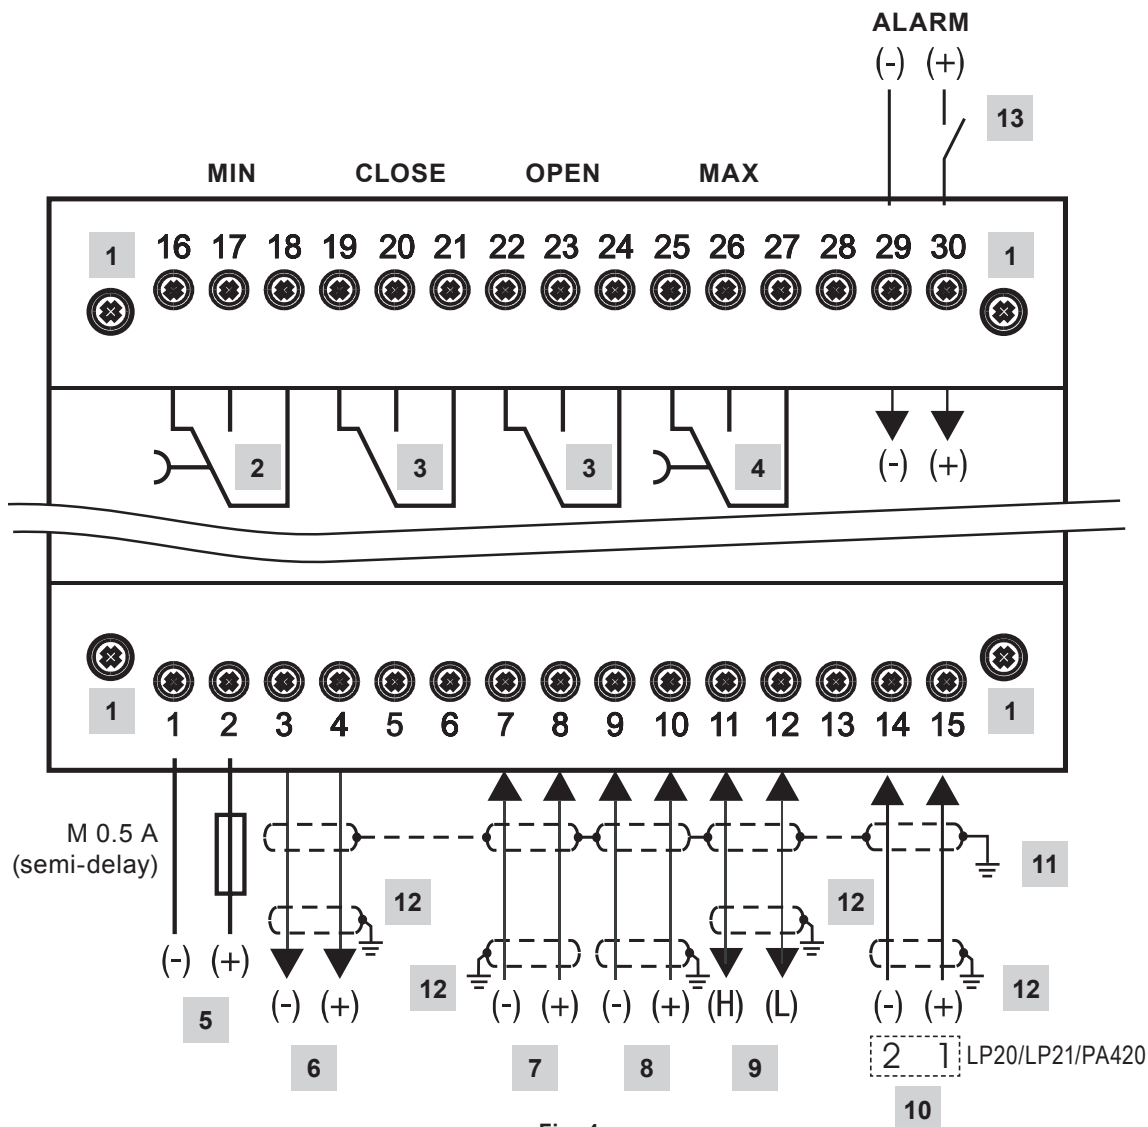 ALARM
(-) (+)
13
MIN CLOSE OPEN MAX
1 16 17 18 19 20 21 22 23 24 25 26 27 28 29 30 1
2 3 3 4 (-) (+)
1 1 2 3 4 5 6 7 8 9 10 11 12 13 14 15 1
M 0.5 A
(semi-delay)
11
12 12
(-) (+) 12 12
(-) (+) (-) (+) (-) (+) (H) (L) (-) (+)
5
2 1 LP20/LP21/PA420
6 7 8 9
10